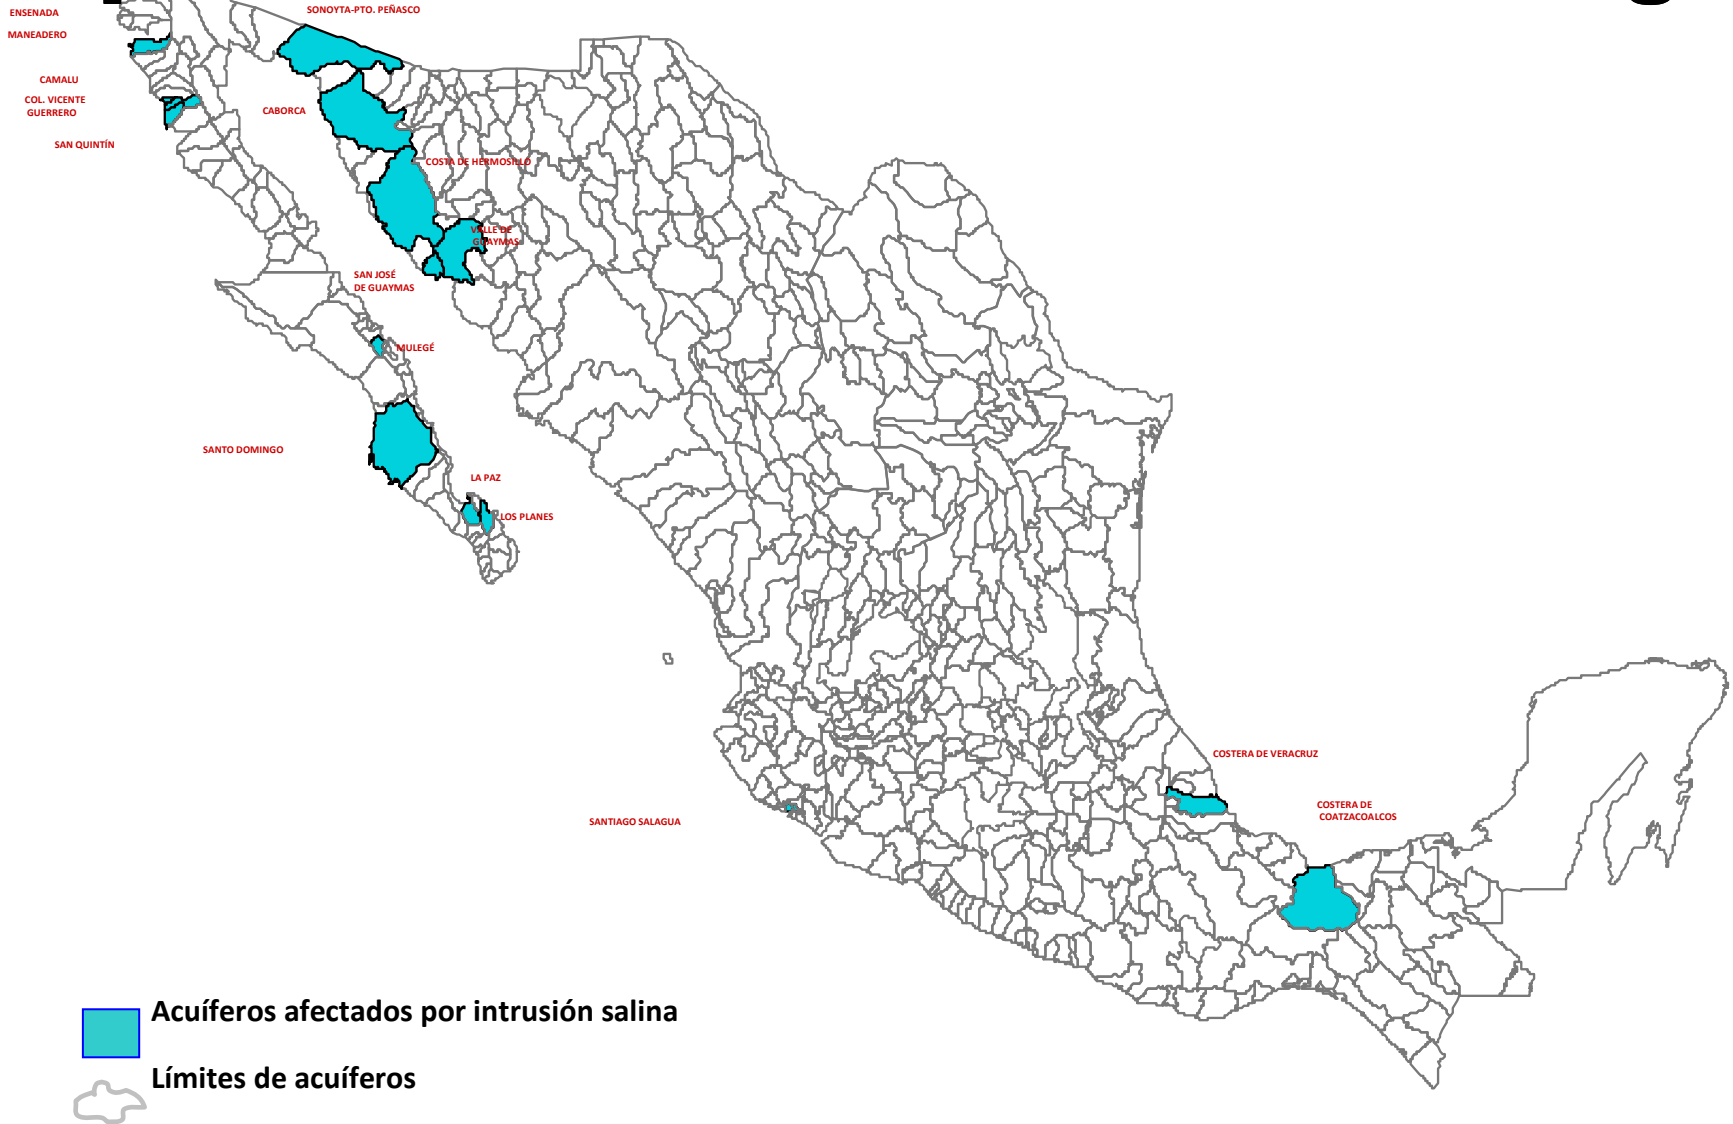 SONOYTA-PTO. PEÑASCO
ENSENADA
MANEADERO
CAMALU
COL. VICENTE
GUERRERO
CABORCA
SAN QUINTÍN
COSTA DE HERMOSILLO
VALLE DE
GUAYMAS
SAN JOSÉ
DE GUAYMAS
MULEGÉ
SANTO DOMINGO
LA PAZ
LOS PLANES
COSTERA DE VERACRUZ
COSTERA DE
COATZACOALCOS
SANTIAGO SALAGUA
Acuíferos afectados por intrusión salina
Límites de acuíferos